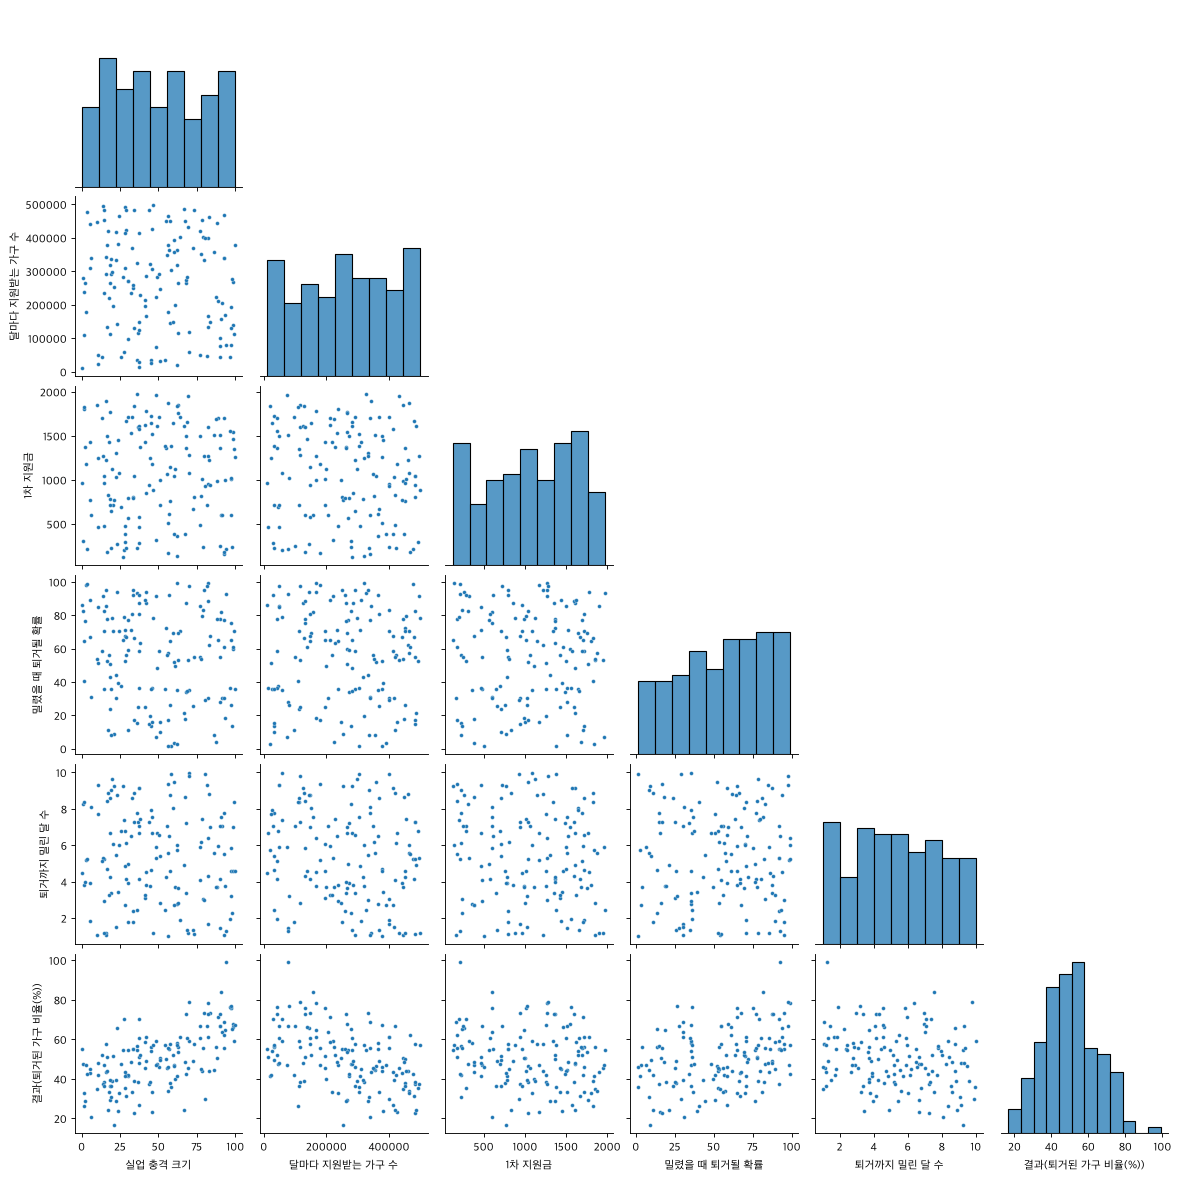 500000
400000
300000
200000
100000
0
달마다 지원받는 가구 수
2000
1500
1000
500
1차 지원금
100
80
60
40
20
0
밀렸을 때 퇴거될 확률
10
8
6
4
2
퇴거까지 밀린 달 수
100
80
60
40
20
결과(퇴거된 가구 비율(%))
0 25 50 75 100
실업 충격 크기
0 200000 400000
달마다 지원받는 가구 수
500 1000 1500 2000
1차 지원금
0 25 50 75 100
밀렸을 때 퇴거될 확률
2 4 6 8 10
퇴거까지 밀린 달 수
20 40 60 80 100
결과(퇴거된 가구 비율(%))